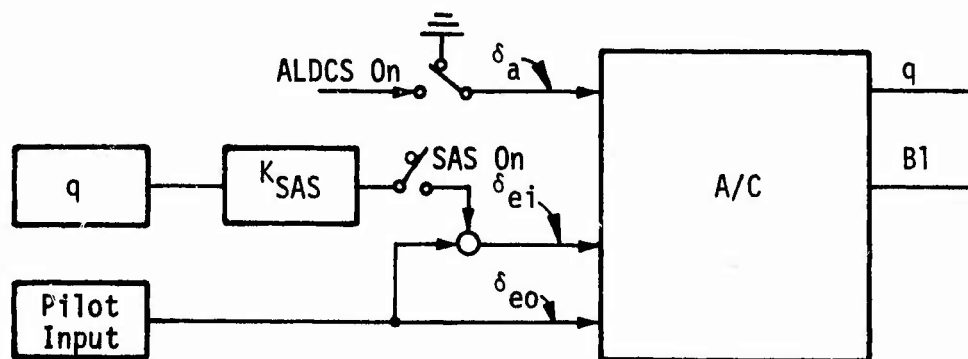 ALDCS On
δa
q
SAS On
δei
B1
q
KSAS
A/C
Pilot
Input
δeo